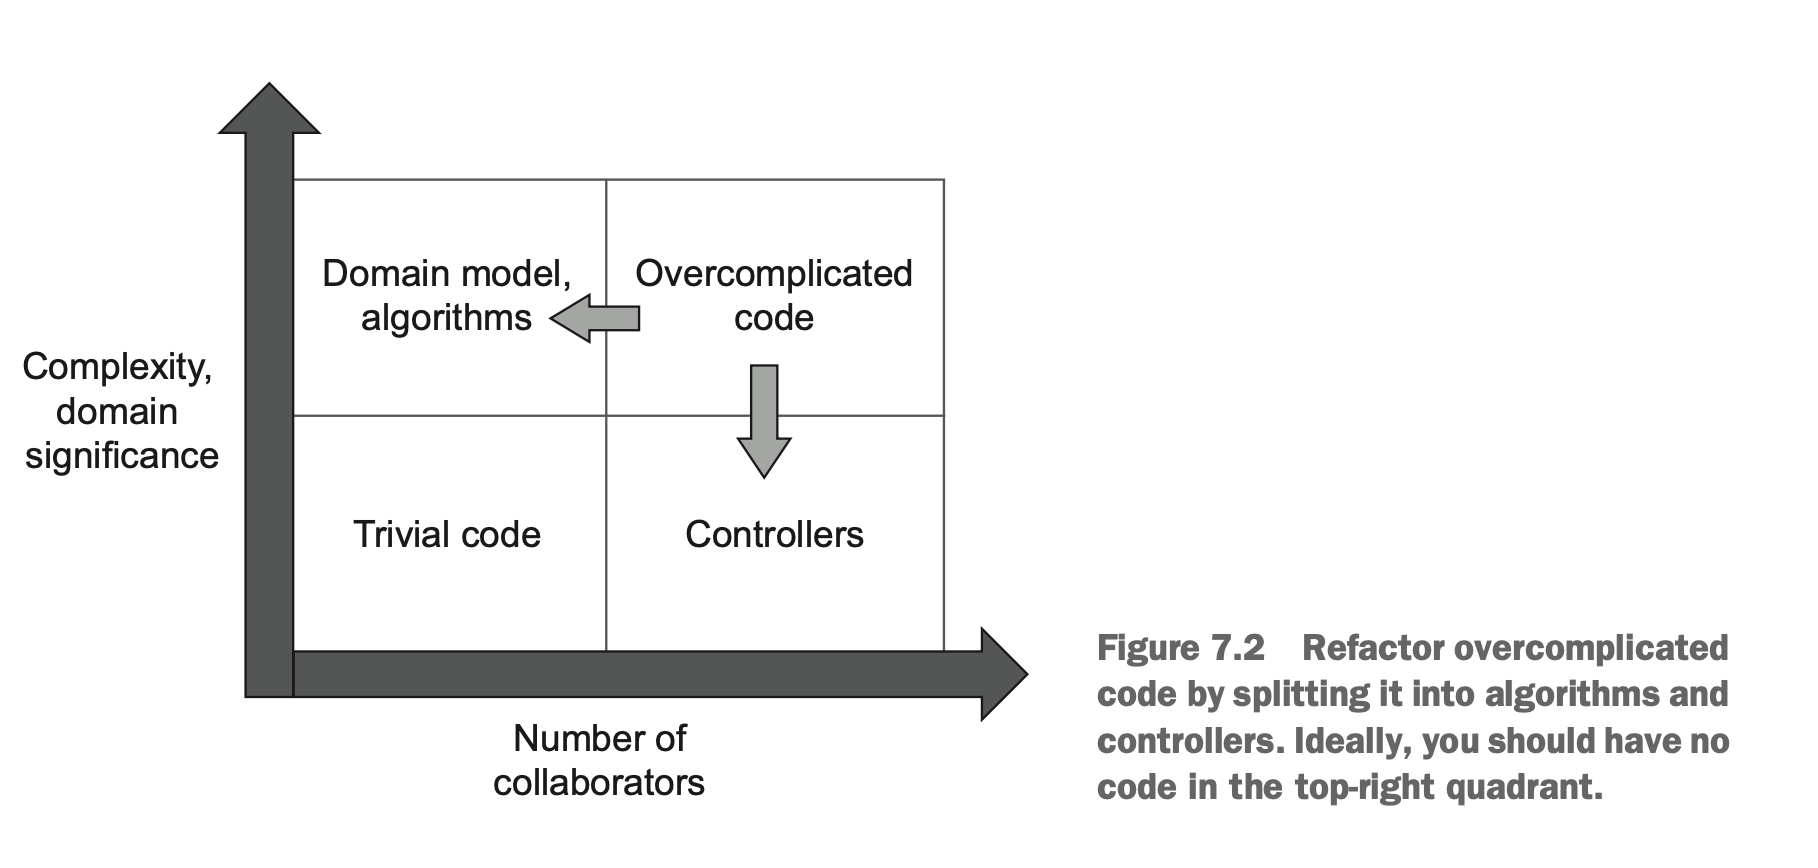 Domain model,
algorithms
Overcomplicated
code
Complexity,
domain
significance
Trivial code
Controllers
Number of
collaborators
Figure 7.2 Refactor overcomplicated
code by splitting it into algorithms and
controllers. Ideally, you should have no
code in the top-right quadrant.